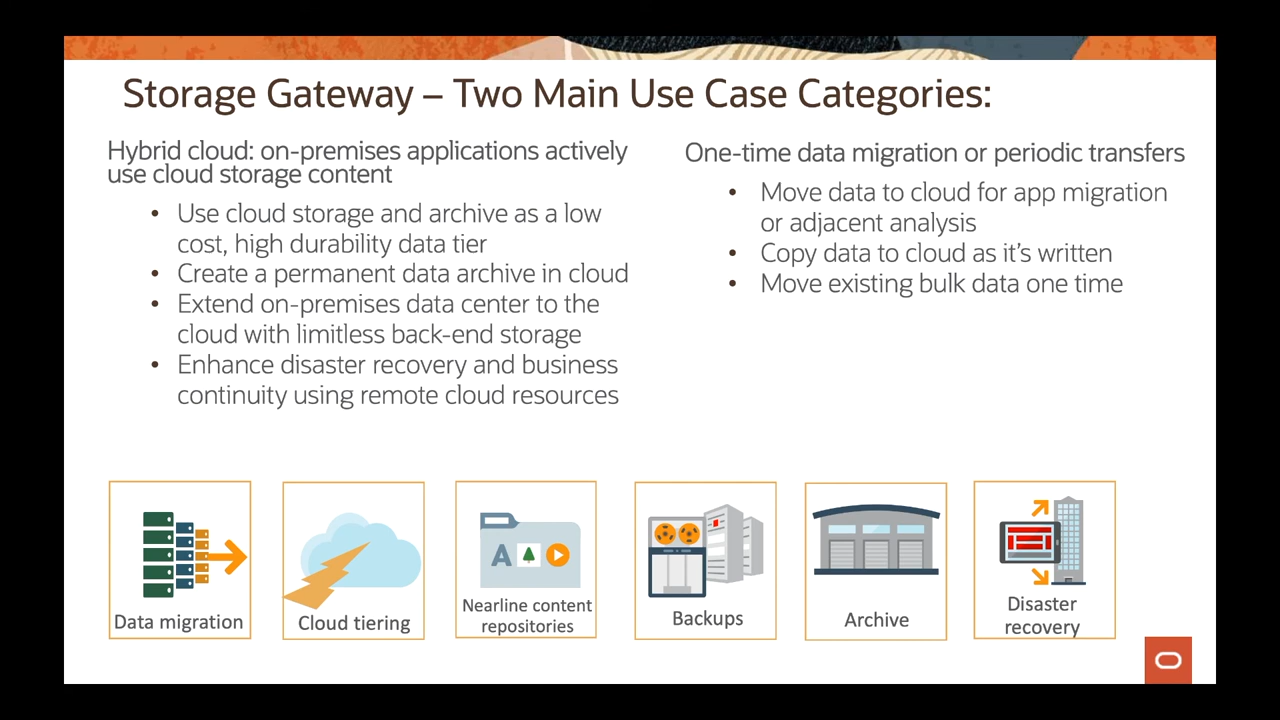 Storage Gateway – Two Main Use Case Categories:
Hybrid cloud: on-premises applications actively
use cloud storage content
• Use cloud storage and archive as a low
cost, high durability data tier
• Create a permanent data archive in cloud
• Extend on-premises data center to the
cloud with limitless back-end storage
• Enhance disaster recovery and business
continuity using remote cloud resources
One-time data migration or periodic transfers
• Move data to cloud for app migration
or adjacent analysis
• Copy data to cloud as it’s written
• Move existing bulk data one time
Data migration
Cloud tiering
A
Nearline content
repositories
Backups
Archive
Disaster
recovery